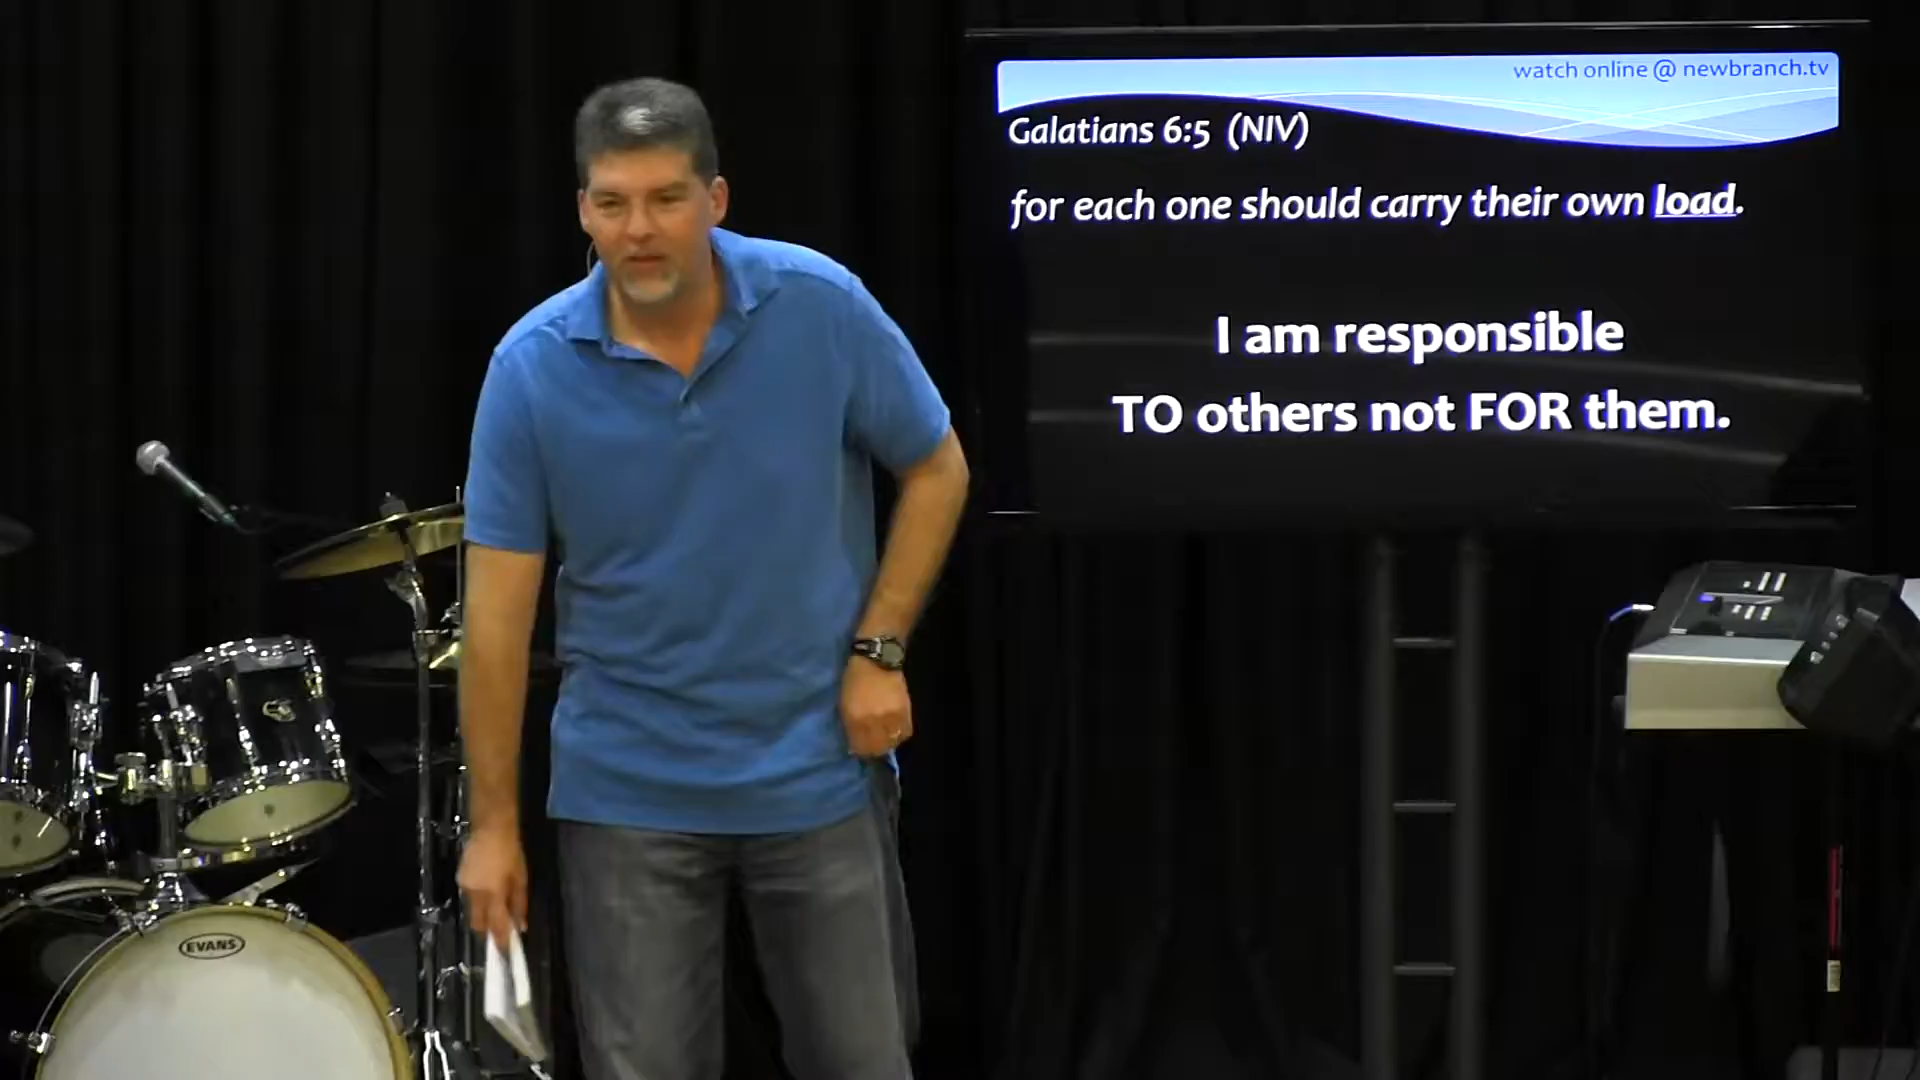 watch online @ newbranch.tv
Galatians 6:5 (NIV)
for each one should carry their own load.
I am responsible
TO others not FOR them.
EVANS